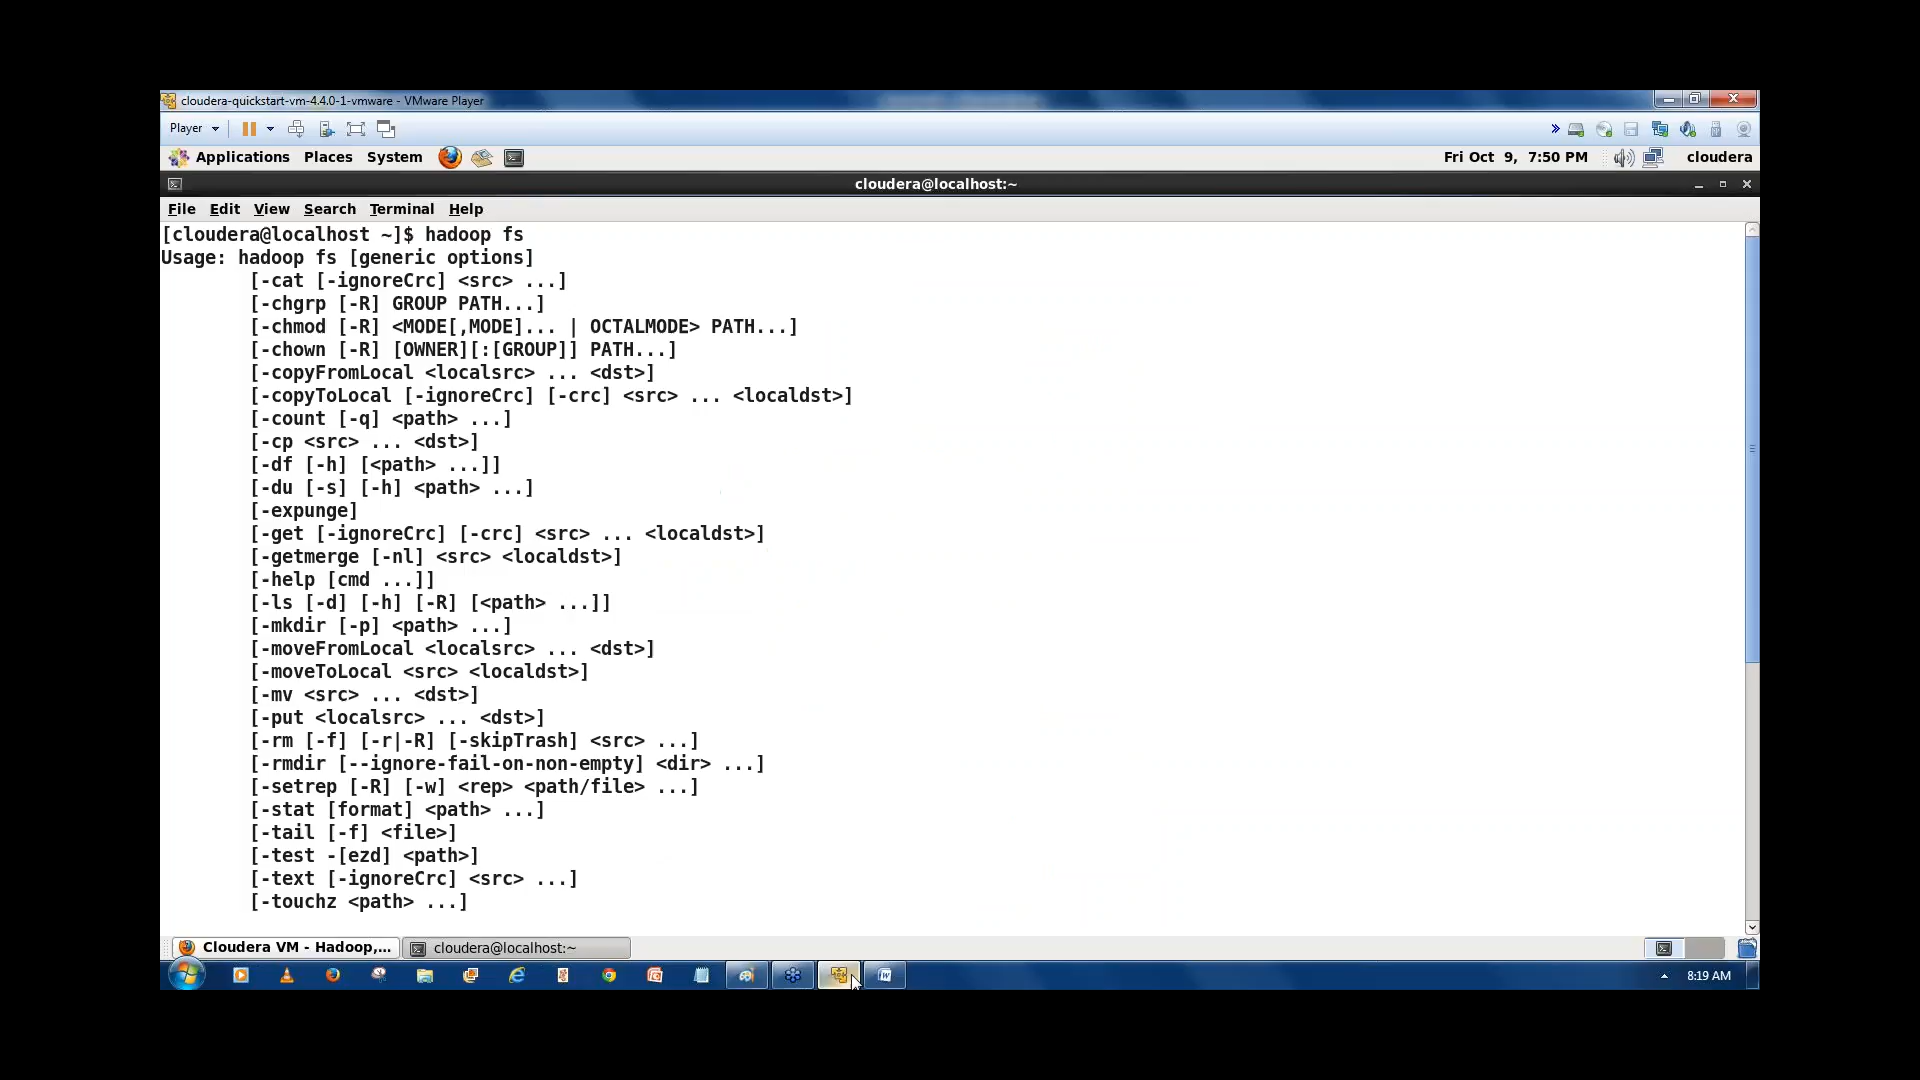 cloudera-quickstart-vm-4.4.0-1-vmware - VMware Player
Player
Applications Places System Fri Oct 9, 7:50 PM cloudera
cloudera@localhost:~
File Edit View Search Terminal Help
[cloudera@localhost ~]$ hadoop fs
Usage: hadoop fs [generic options]
[-cat [-ignoreCrc] <src> ...]
[-chgrp [-R] GROUP PATH...]
[-chmod [-R] <MODE[,MODE]... | OCTALMODE> PATH...]
[-chown [-R] [OWNER][:[GROUP]] PATH...]
[-copyFromLocal <localsrc> ... <dst>]
[-copyToLocal [-ignoreCrc] [-crc] <src> ... <localdst>]
[-count [-q] <path> ...]
[-cp <src> ... <dst>]
[-df [-h] [<path> ...]]
[-du [-s] [-h] <path> ...]
[-expunge]
[-get [-ignoreCrc] [-crc] <src> ... <localdst>]
[-getmerge [-nl] <src> <localdst>]
[-help [cmd ...]]
[-ls [-d] [-h] [-R] [<path> ...]]
[-mkdir [-p] <path> ...]
[-moveFromLocal <localsrc> ... <dst>]
[-moveToLocal <src> <localdst>]
[-mv <src> ... <dst>]
[-put <localsrc> ... <dst>]
[-rm [-f] [-r|-R] [-skipTrash] <src> ...]
[-rmdir [--ignore-fail-on-non-empty] <dir> ...]
[-setrep [-R] [-w] <rep> <path/file> ...]
[-stat [format] <path> ...]
[-tail [-f] <file>]
[-test -[ezd] <path>]
[-text [-ignoreCrc] <src> ...]
[-touchz <path> ...]
Cloudera VM - Hadoop,... cloudera@localhost:~
8:19 AM